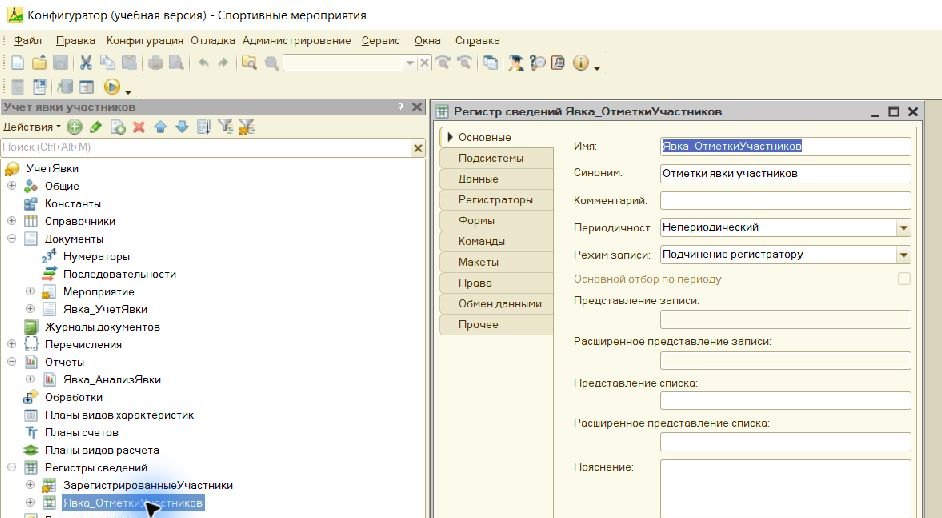 Конфигуратор (учебная версия) - Спортивные мероприятия
Файл Правка Конфигурация Отладка Администрирование Сервис Окна Справка
Учет явки участников
Действия
Поиск (Ctrl+Alt+M)
УчетЯвки
Общие
Константы
Справочники
Документы
Нумераторы
Последовательности
Мероприятие
Явка_УчетЯвки
Журналы документов
Перечисления
Отчеты
Явка_АнализЯвки
Обработки
Планы видов характеристик
Планы счетов
Планы видов расчета
Регистры сведений
ЗарегистрированныеУчастники
Явка_ОтметкиУчастников
Регистр сведений Явка_ОтметкиУчастников
Основные
Подсистемы
Данные
Регистраторы
Формы
Команды
Макеты
Права
Обмен данными
Прочее
Имя: Явка_ОтметкиУчастников
Синоним: Отметки явки участников
Комментарий:
Периодичност Непериодический
Режим записи: Подчинение регистратору
Основной отбор по периоду
Представление записи:
Расширенное представление записи:
Представление списка:
Расширенное представление списка:
Пояснение: